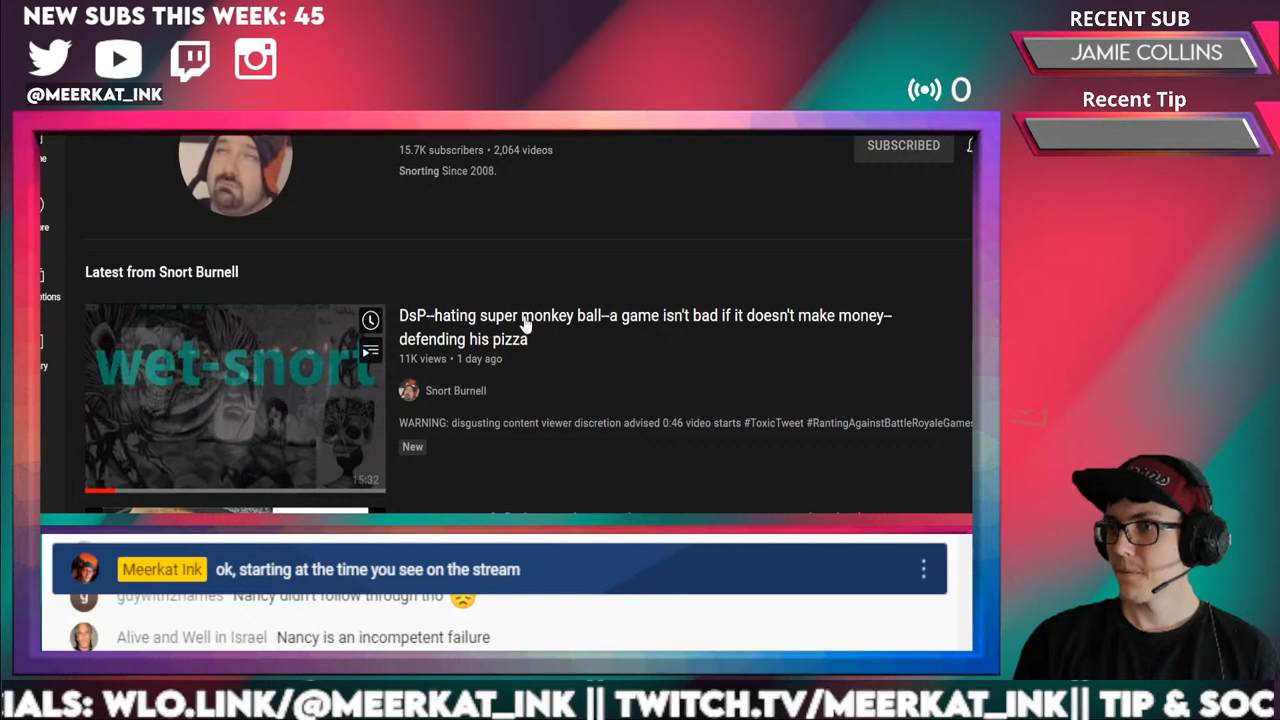 NEW SUBS THIS WEEK: 45
@MEERKAT_INK
RECENT SUB
JAMIE COLLINS
0
Recent Tip
15.7K subscribers • 2,064 videos
Snorting Since 2008.
SUBSCRIBED
Latest from Snort Burnell
wet-snort
15:32
DsP--hating super monkey ball--a game isn't bad if it doesn't make money--
defending his pizza
11K views • 1 day ago
Snort Burnell
WARNING: disgusting content viewer discretion advised 0:46 video starts #ToxicTweet #RantingAgainstBattleRoyaleGames
New
Meerkat Ink ok, starting at the time you see on the stream
guywith2names Nancy didn't follow through tho
Alive and Well in Israel Nancy is an incompetent failure
CIALS: WLO.LINK/@MEERKAT_INK || TWITCH.TV/MEERKAT_INK|| TIP & SOC